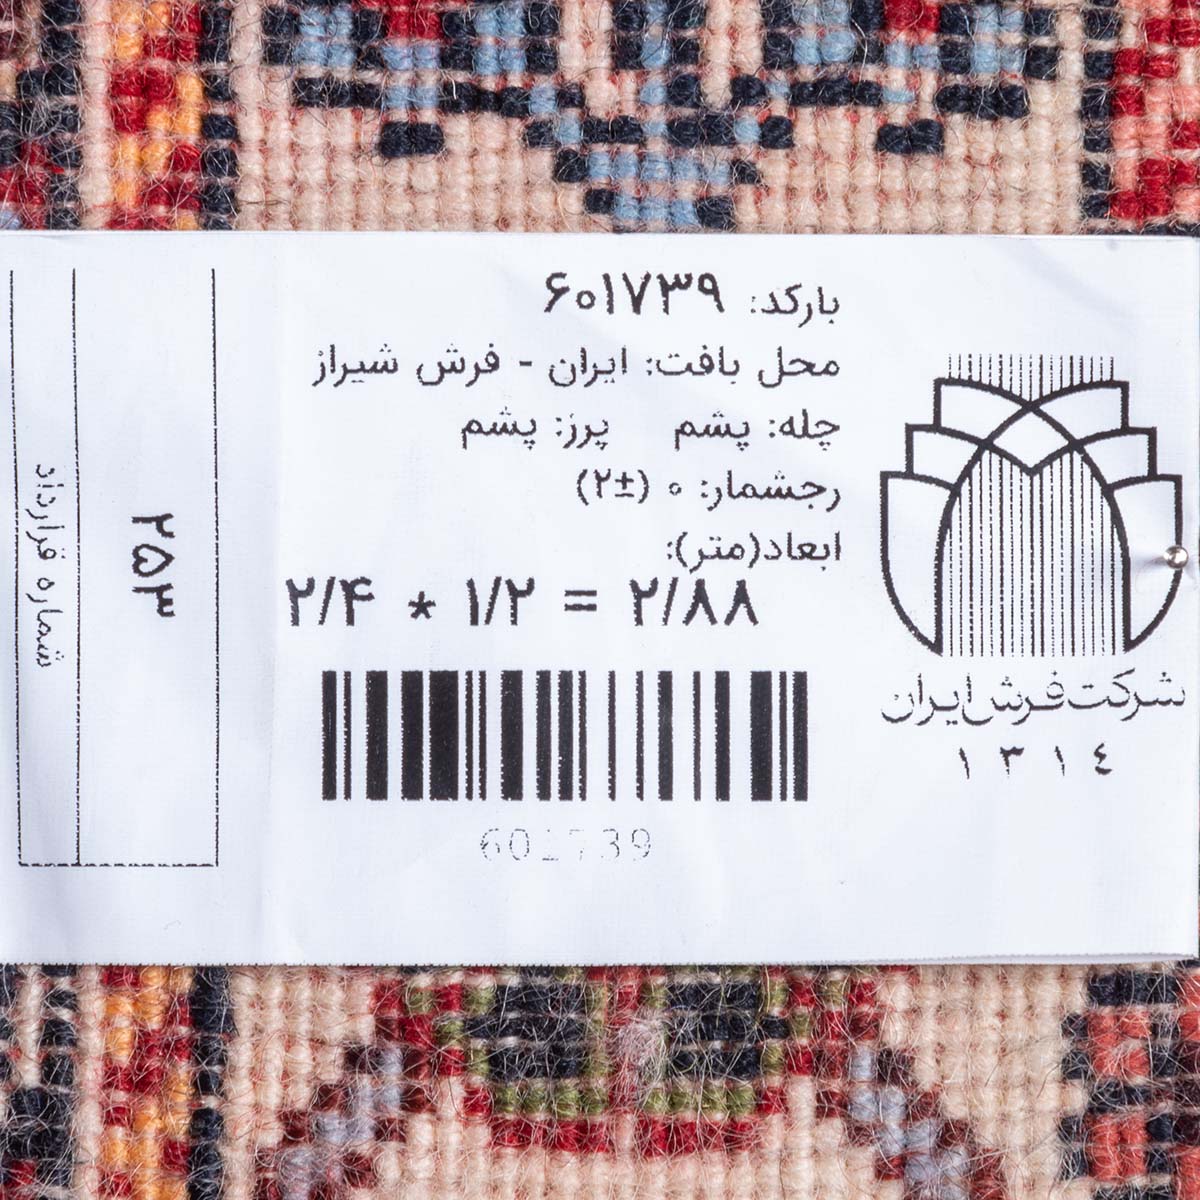 بارکد: ۶۰۱۷۳۹
محل بافت: ایران - فرش شیراز
چله: پشم پرز: پشم
رجشمار: ۰ (±۲)
ابعاد(متر):
۲/۴ * ۱/۲ = ۲/۸۸
601739
شرکت فرش ایران
۱۳۱٤
شماره قرارداد
۲۵۳